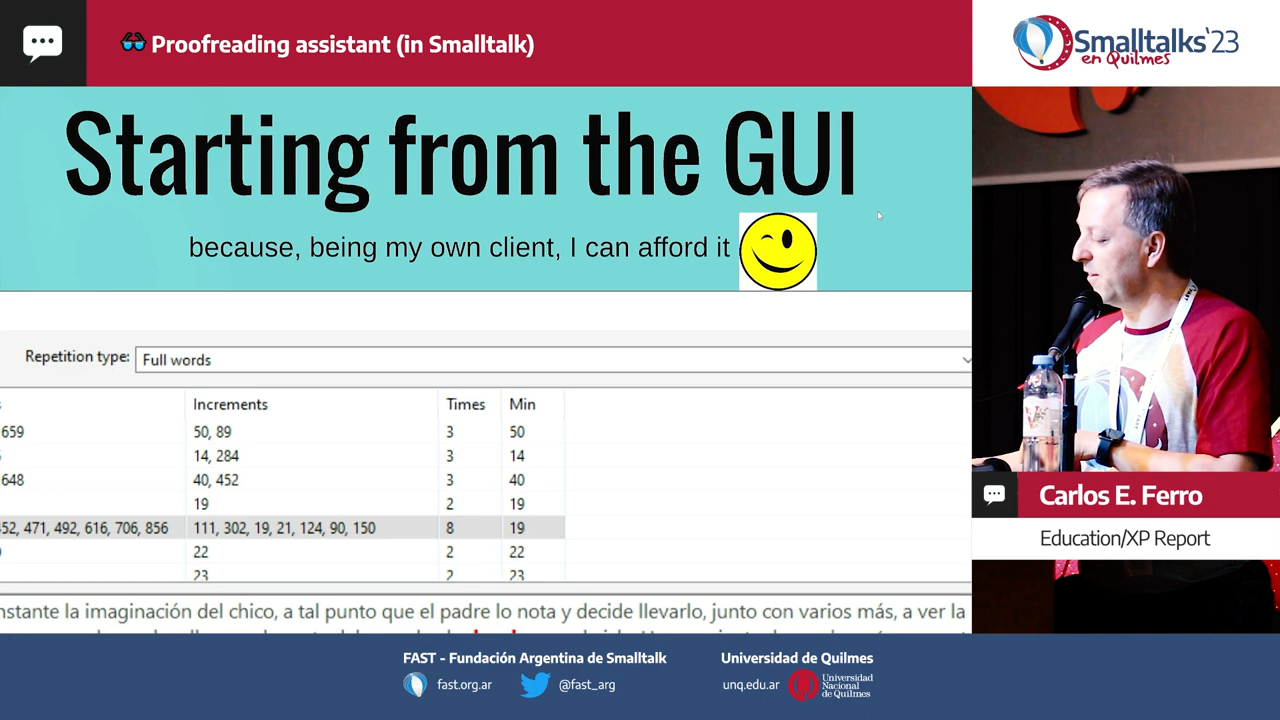 Proofreading assistant (in Smalltalk)
Smalltalks'23
en Quilmes
Starting from the GUI
because, being my own client, I can afford it
Repetition type: Full words
Increments Times Min
659 50, 89 3 50
14, 284 3 14
648 40, 452 3 40
19 2 19
52, 471, 492, 616, 706, 856 111, 302, 19, 21, 124, 90, 150 8 19
22 2 22
23 2 23
nstante la imaginación del chico, a tal punto que el padre lo nota y decide llevarlo, junto con varios más, a ver la
Carlos E. Ferro
Education/XP Report
FAST - Fundación Argentina de Smalltalk
fast.org.ar @fast_arg
Universidad de Quilmes
unq.edu.ar
Universidad
Nacional
de Quilmes